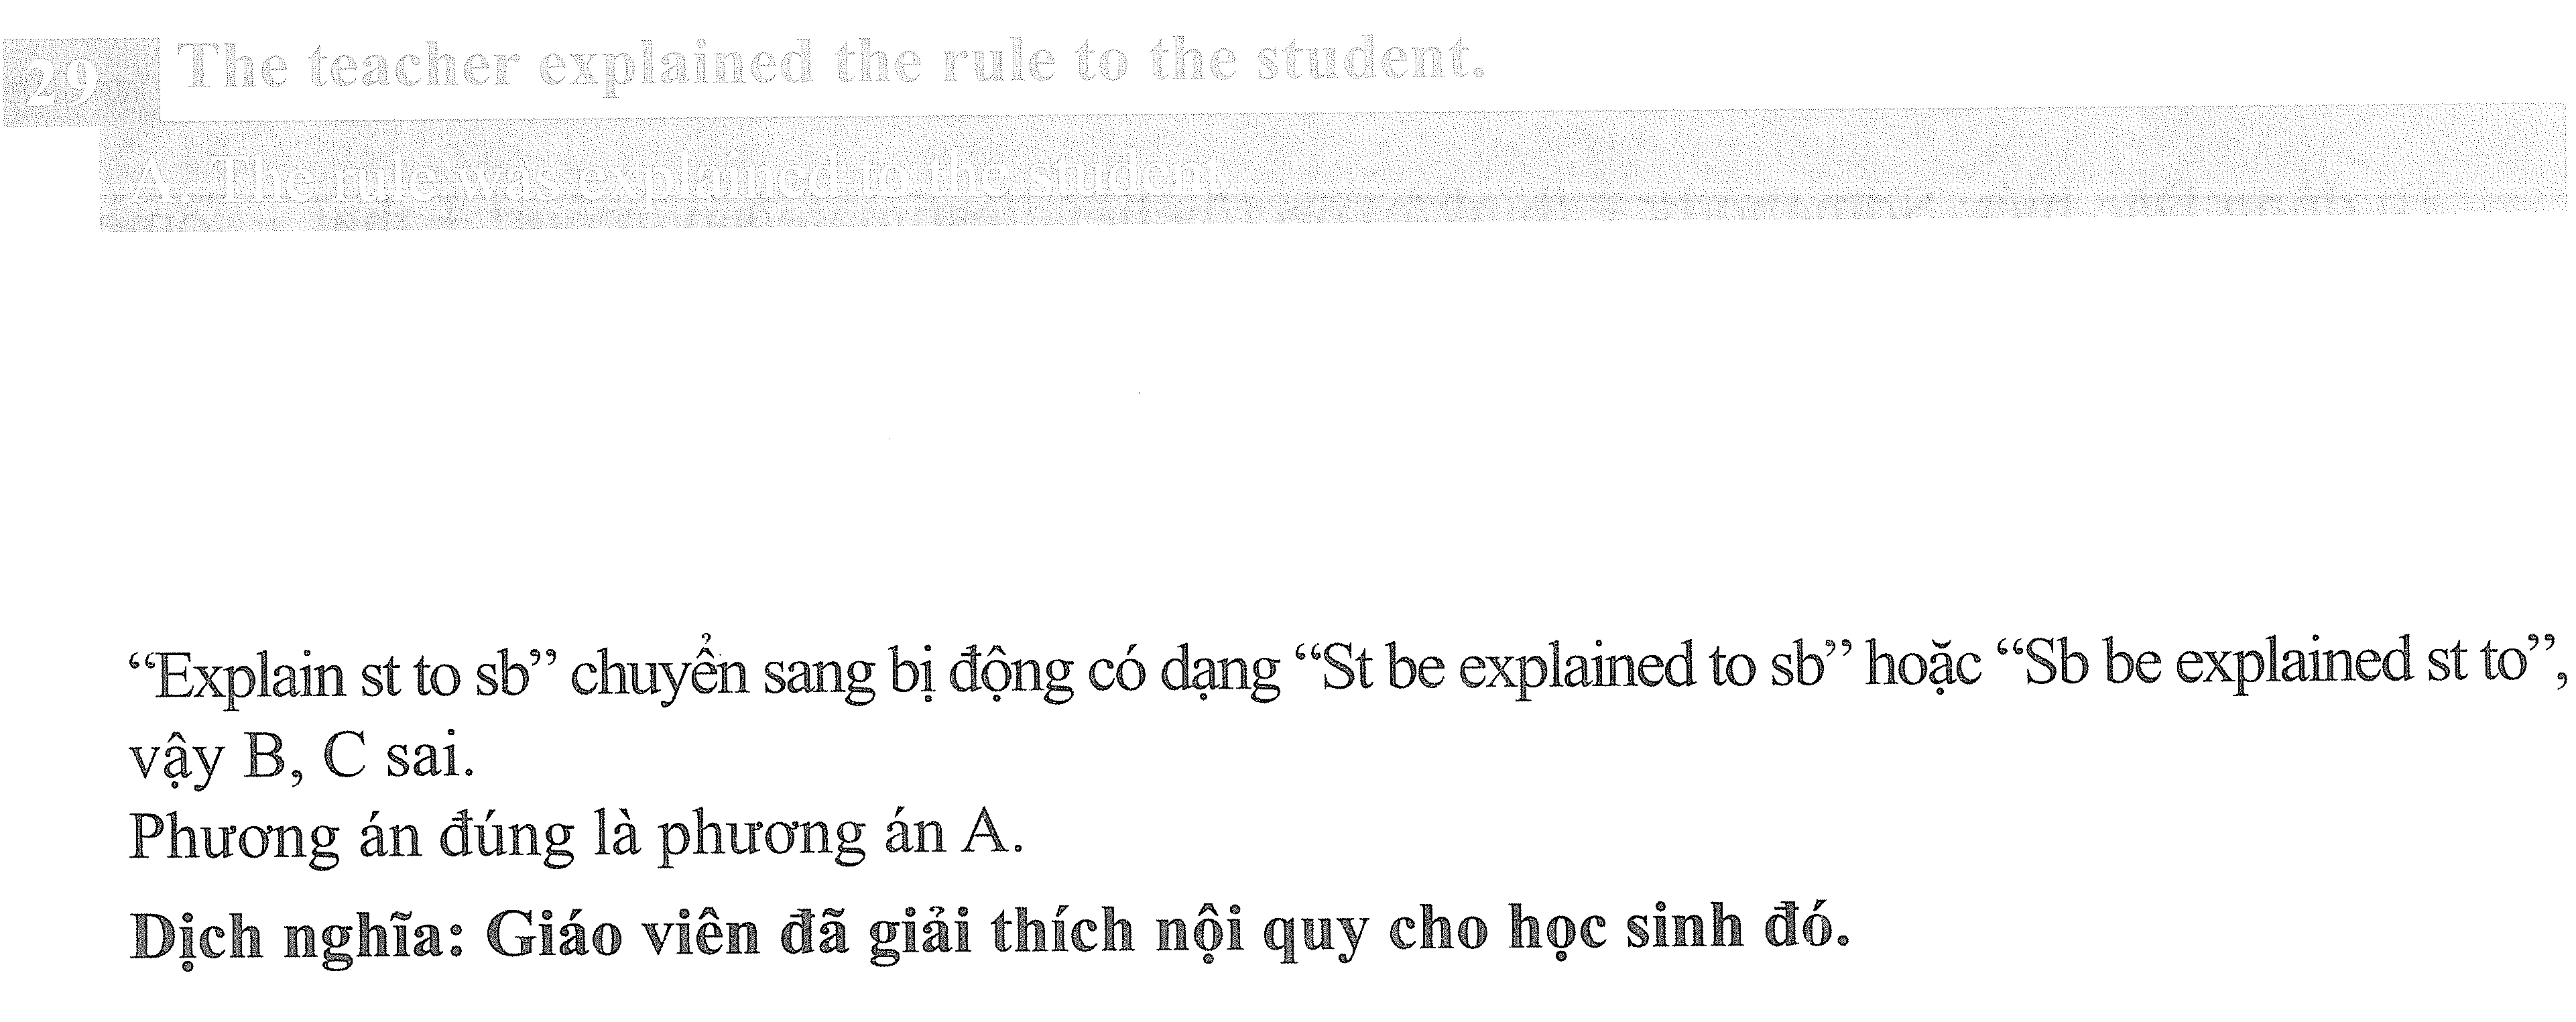 29 The teacher explained the rule to the student.
A. The rule was explained to the student.
“Explain st to sb” chuyển sang bị động có dạng “St be explained to sb” hoặc “Sb be explained st to”,
vậy B, C sai.
Phương án đúng là phương án A.
Dịch nghĩa: Giáo viên đã giải thích nội quy cho học sinh đó.